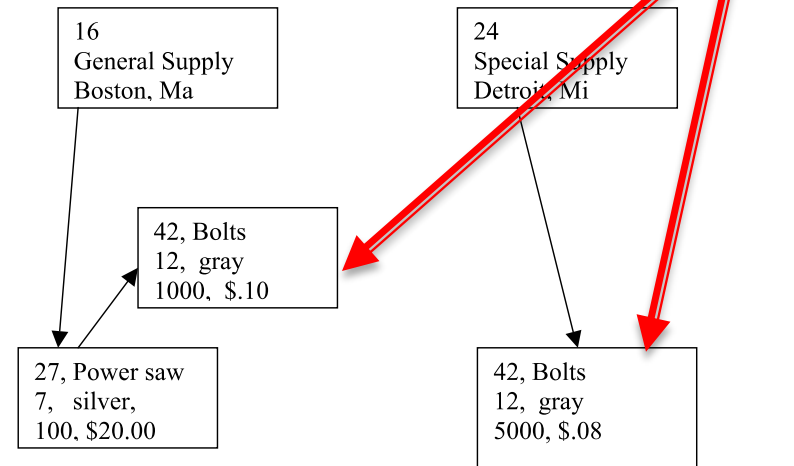 16
General Supply
Boston, Ma
24
Special Supply
Detroit, Mi
42, Bolts
12,  gray
1000,  $.10
27, Power saw
7,   silver,
100, $20.00
42, Bolts
12,  gray
5000, $.08